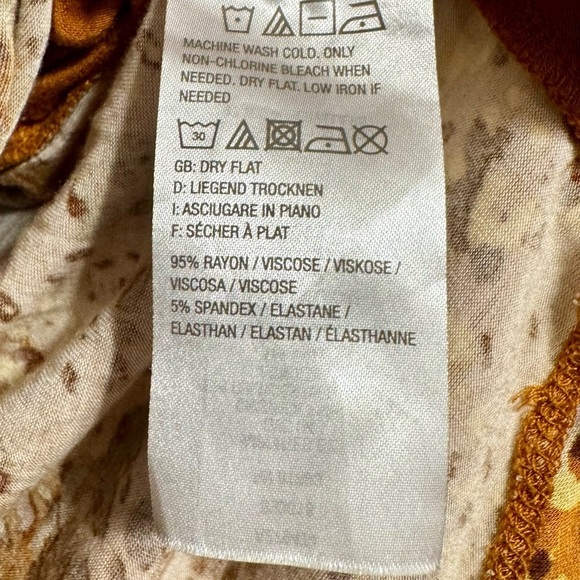 MACHINE WASH COLD. ONLY
NON-CHLORINE BLEACH WHEN
NEEDED. DRY FLAT. LOW IRON IF
NEEDED
30
GB: DRY FLAT
D: LIEGEND TROCKNEN
I: ASCIUGARE IN PIANO
F: SÉCHER À PLAT
95% RAYON / VISCOSE / VISKOSE /
VISCOSA / VISCOSE
5% SPANDEX / ELASTANE /
ELASTHAN / ELASTAN / ÉLASTHANNE